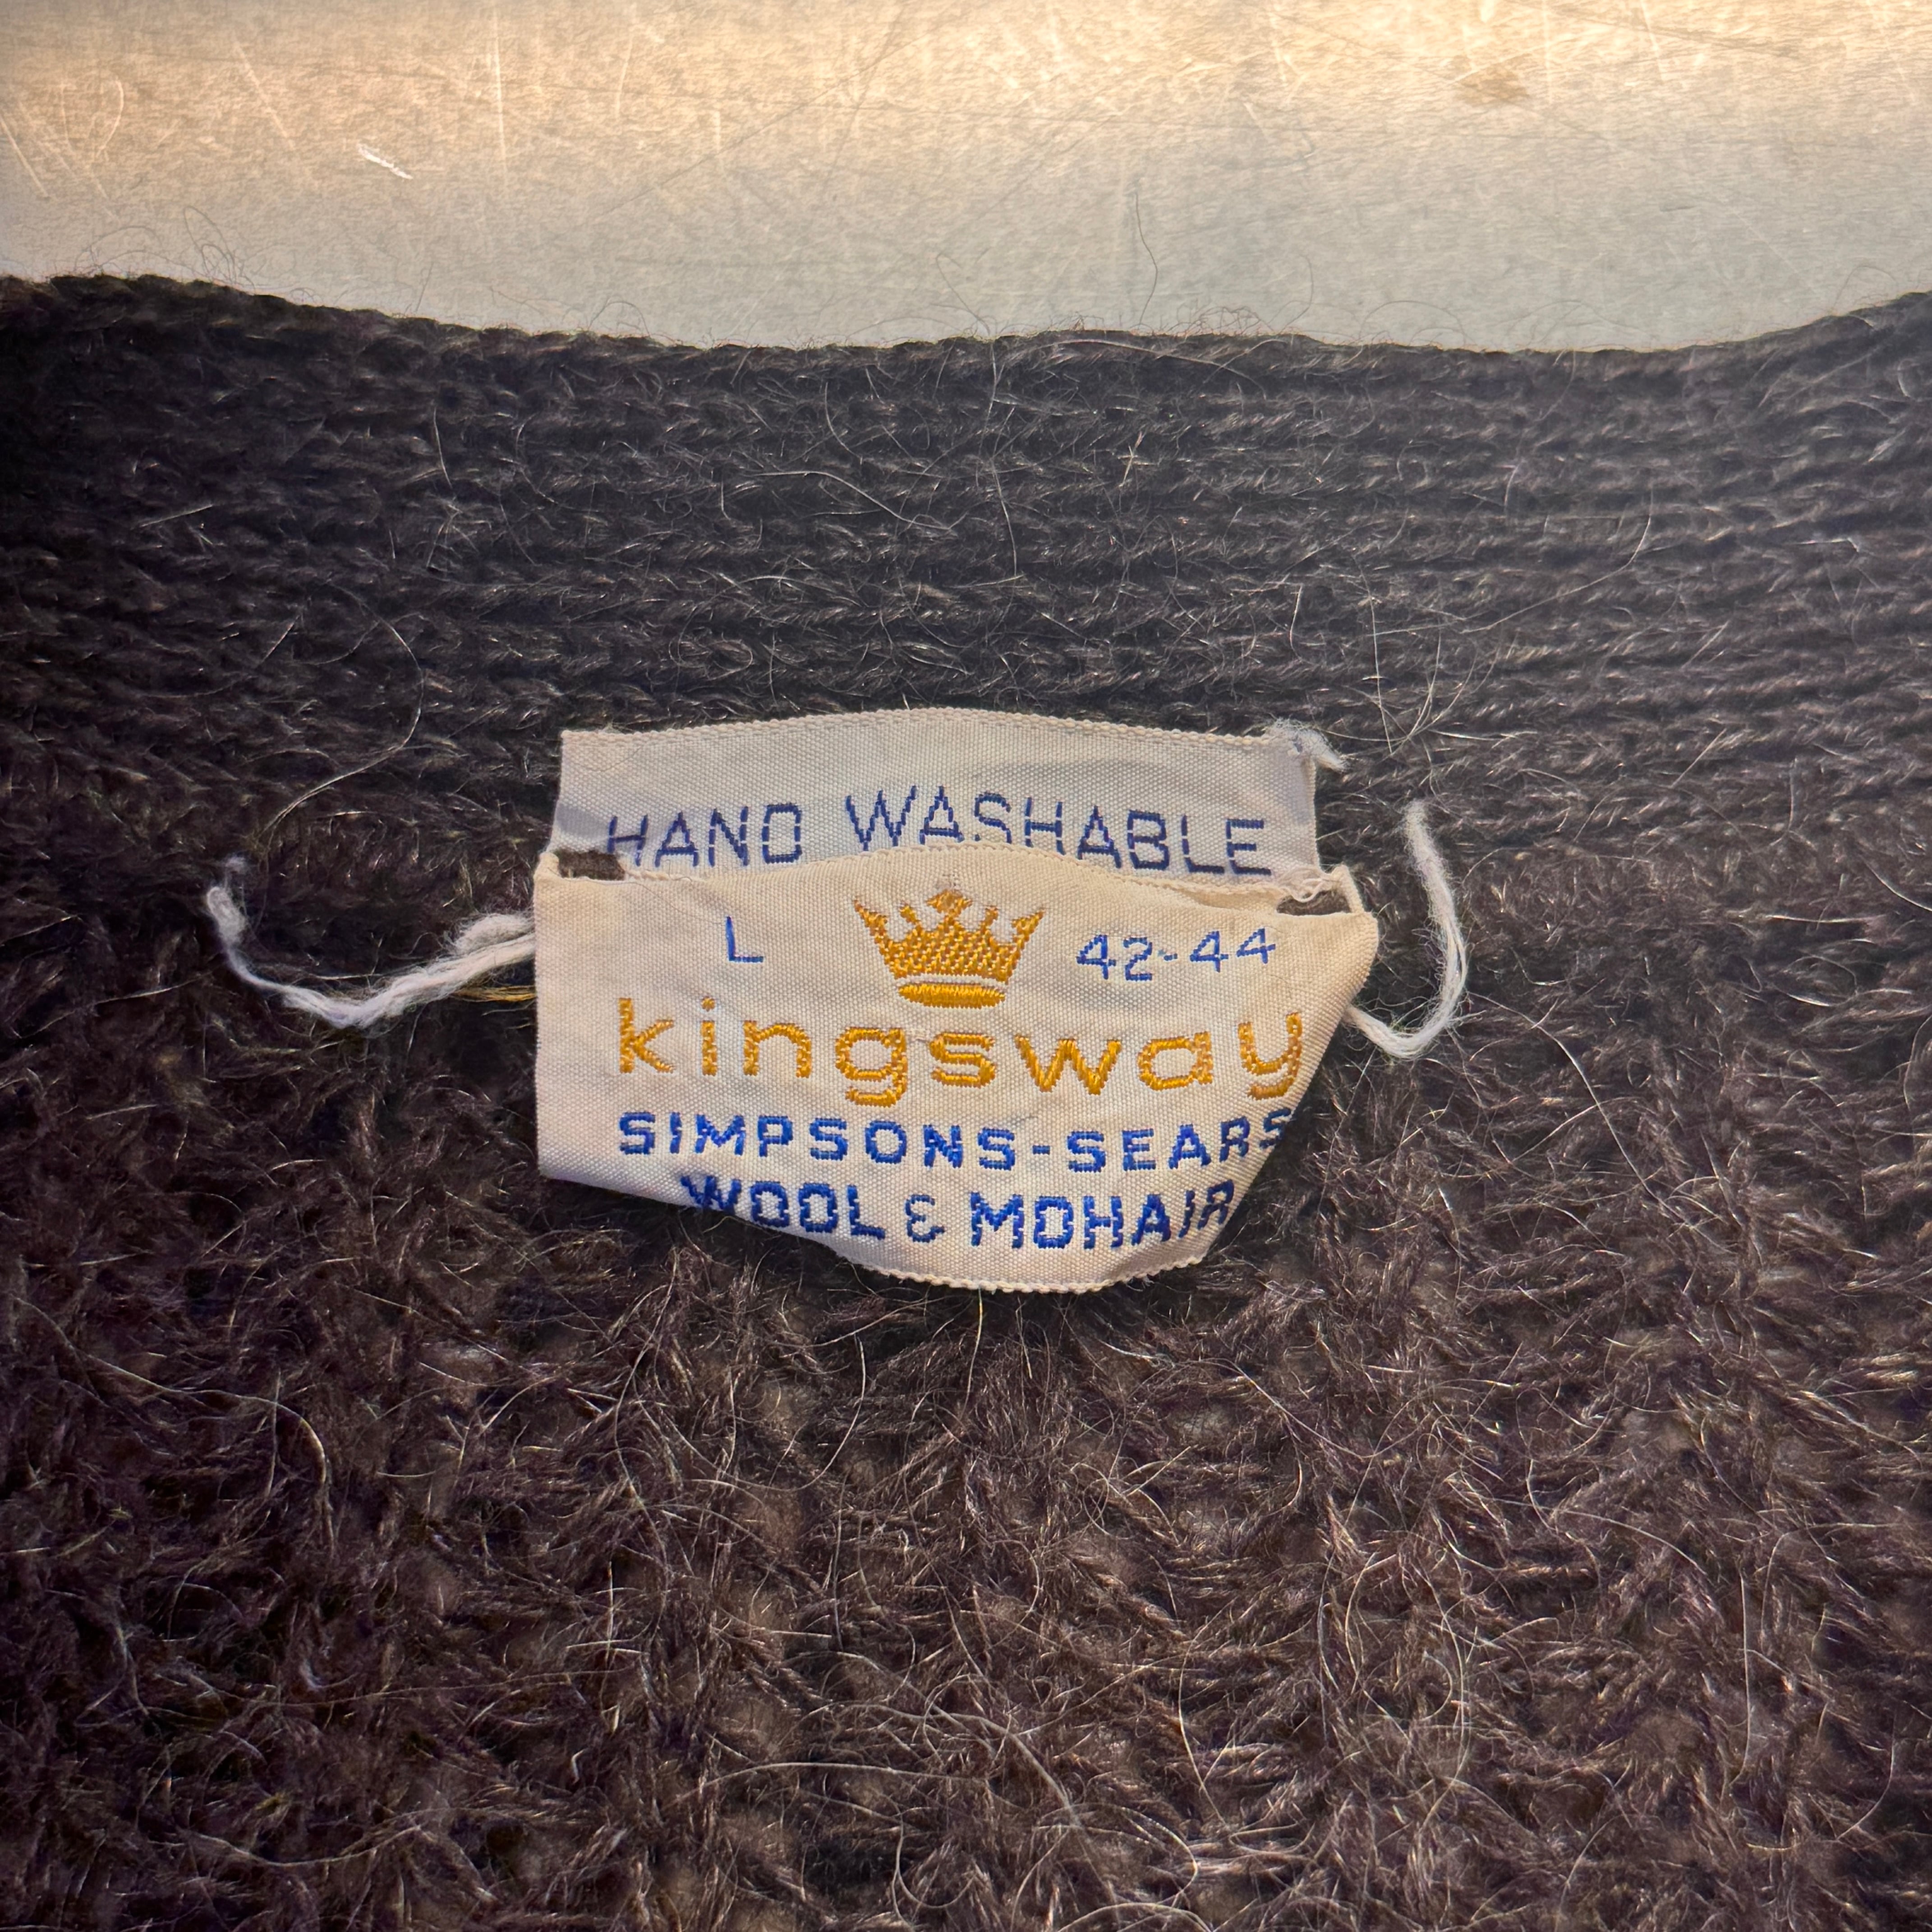 HAND WASHABLE
L 42-44
kingsway
SIMPSONS-SEARS
WOOL & MOHAIR